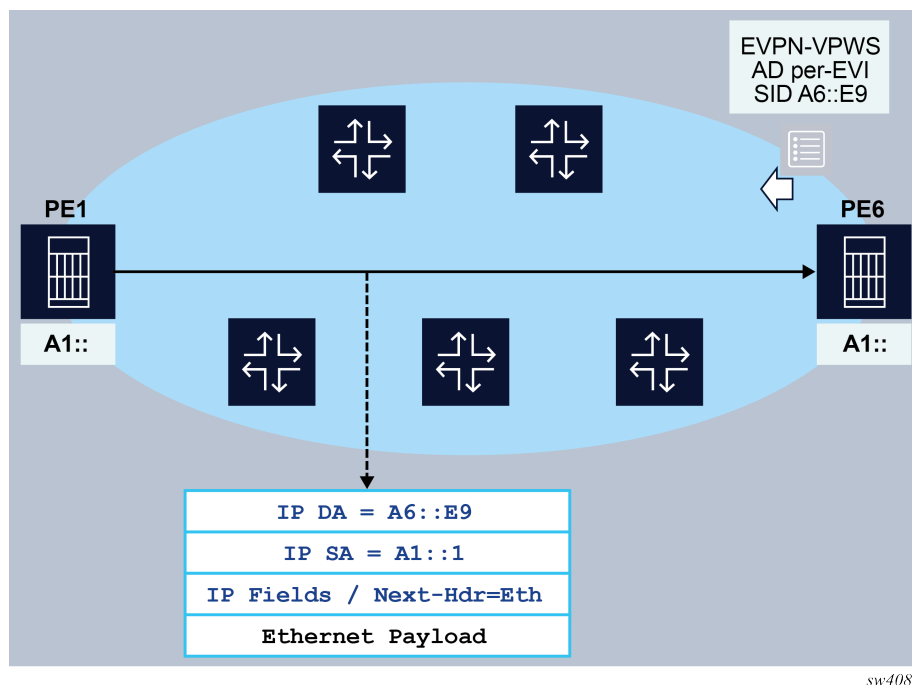 EVPN-VPWS
AD per-EVI
SID A6::E9
PE1
PE6
A1::
A1::
IP DA = A6::E9
IP SA = A1::1
IP Fields / Next-Hdr=Eth
Ethernet Payload
sw408